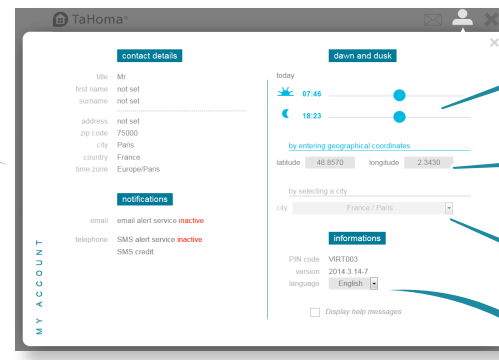 TaHoma®
contact details
title Mr.
first name not set
surname not set
address not set
zip code 75000
city Paris
country France
time zone Europe/Paris
notifications
email email alert service inactive
telephone SMS alert service inactive
SMS credit:
MY ACCOUNT
dawn and dusk
today
07:46
18:23
by entering geographical coordinates
latitude 48.8570 longitude 2.3430
by selecting a city
city France / Paris
informations
PIN code VIRT003
version 2014.3.14-7
language English
Display help messages